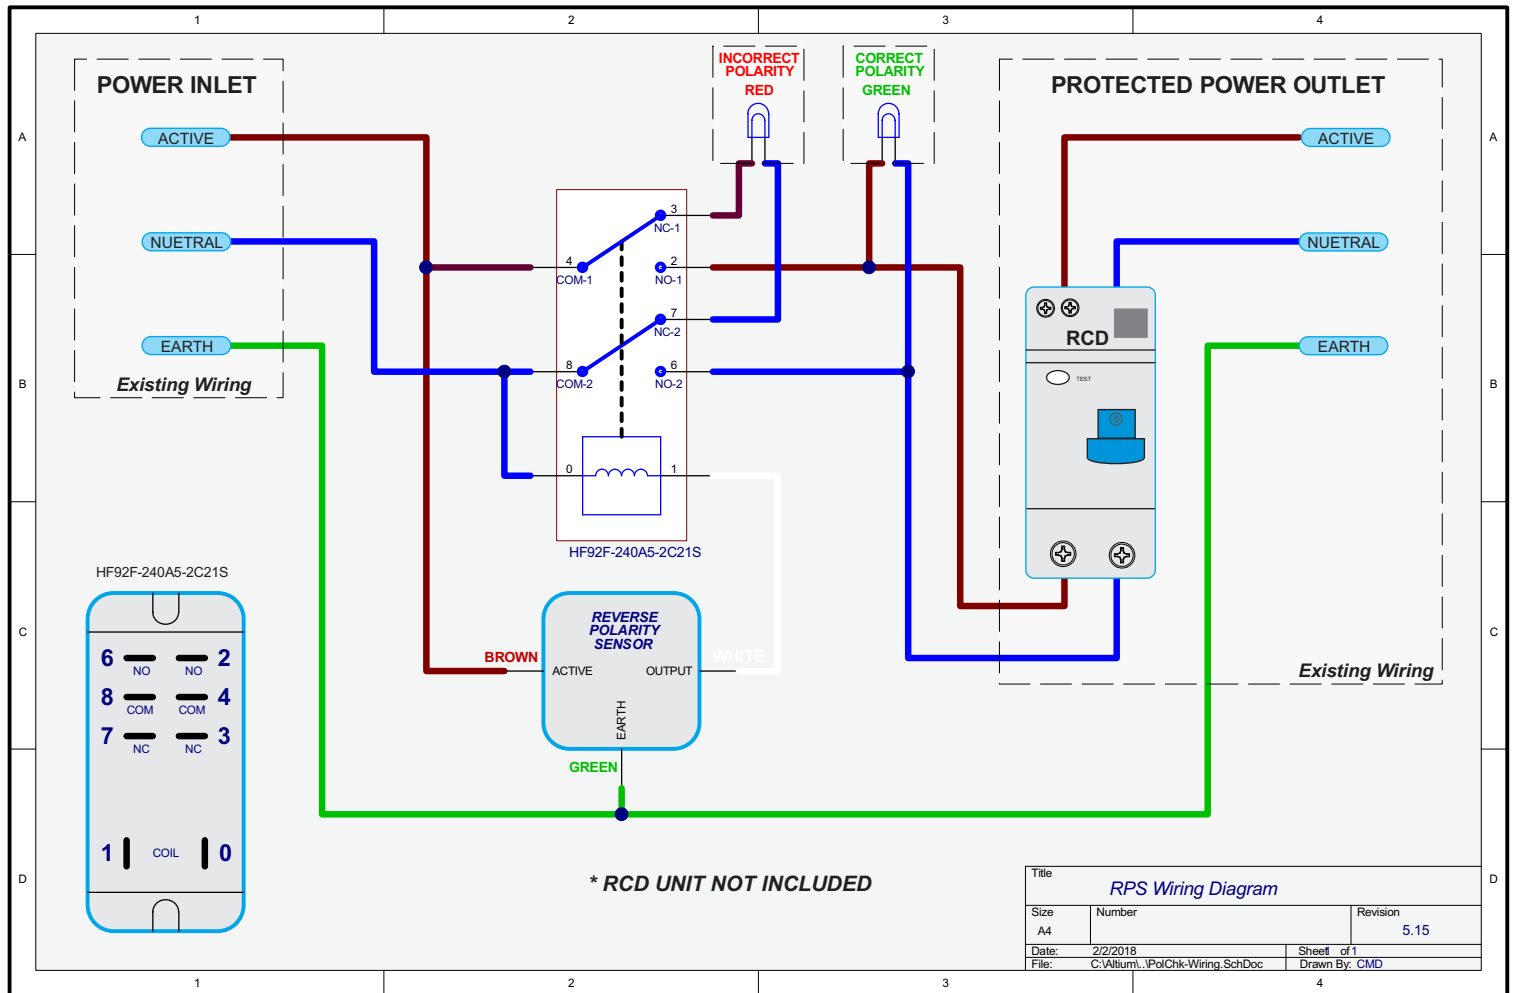 1 2 3 4
A A
B B
C C
D D
1 2 3 4
POWER INLET
ACTIVE
NUETRAL
EARTH
Existing Wiring
INCORRECT
POLARITY
RED
CORRECT
POLARITY
GREEN
PROTECTED POWER OUTLET
ACTIVE
NUETRAL
EARTH
RCD
TEST
Existing Wiring
3
NC-1
4
COM-1
2
NO-1
7
NC-2
8
COM-2
6
NO-2
0 1
HF92F-240A5-2C21S
REVERSE
POLARITY
SENSOR
BROWN
ACTIVE
OUTPUT
WHITE
EARTH
GREEN
HF92F-240A5-2C21S
6 NO NO 2
8 COM COM 4
7 NC NC 3
1 COIL 0
* RCD UNIT NOT INCLUDED
Title
RPS Wiring Diagram
Size Number Revision
A4 5.15
Date: 2/2/2018 Sheet1 of 1
File: C:\Altium\..\PolChk-Wiring.SchDoc Drawn By: CMD